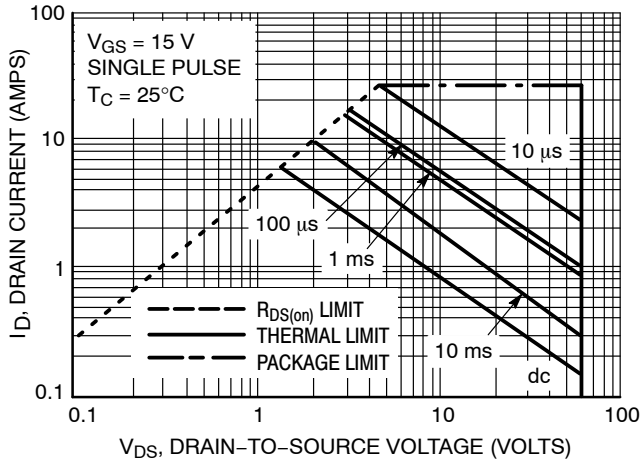 100
10
1
0.1
I_D, DRAIN CURRENT (AMPS)
V_GS = 15 V
SINGLE PULSE
T_C = 25°C
10 µs
100 µs
1 ms
10 ms
dc
R_DS(on) LIMIT
THERMAL LIMIT
PACKAGE LIMIT
0.1 1 10 100
V_DS, DRAIN−TO−SOURCE VOLTAGE (VOLTS)